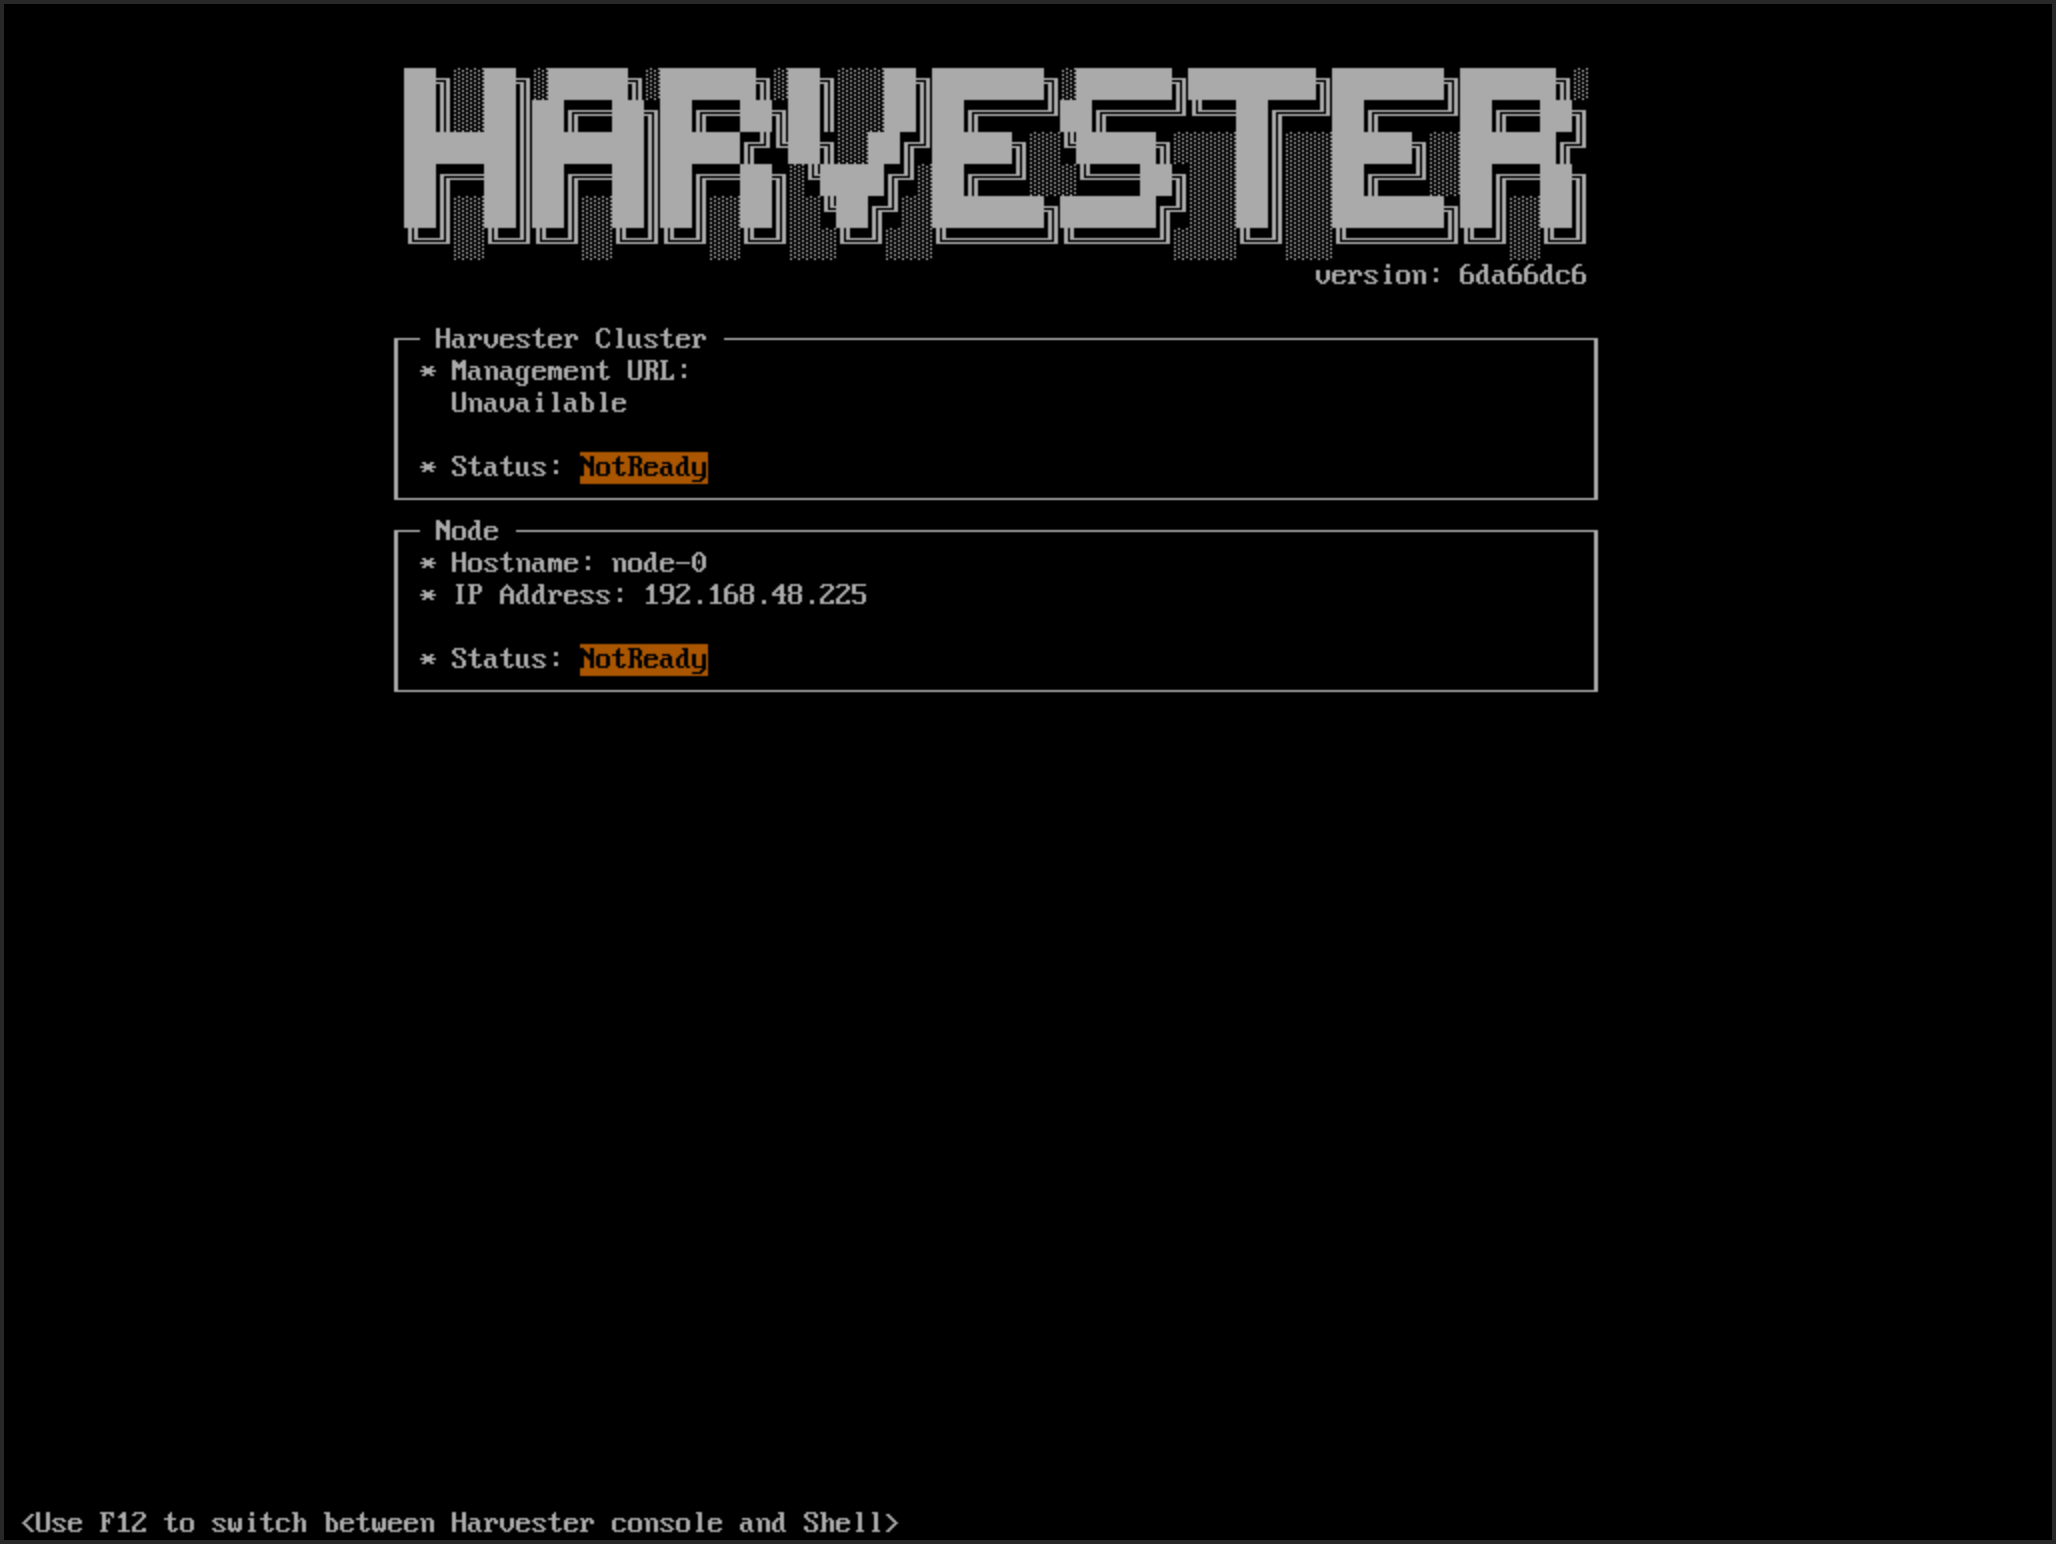 HARVESTER
version: 6da66dc6
Harvester Cluster
* Management URL:
Unavailable
* Status: NotReady
Node
* Hostname: node-0
* IP Address: 192.168.48.225
* Status: NotReady
<Use F12 to switch between Harvester console and Shell>